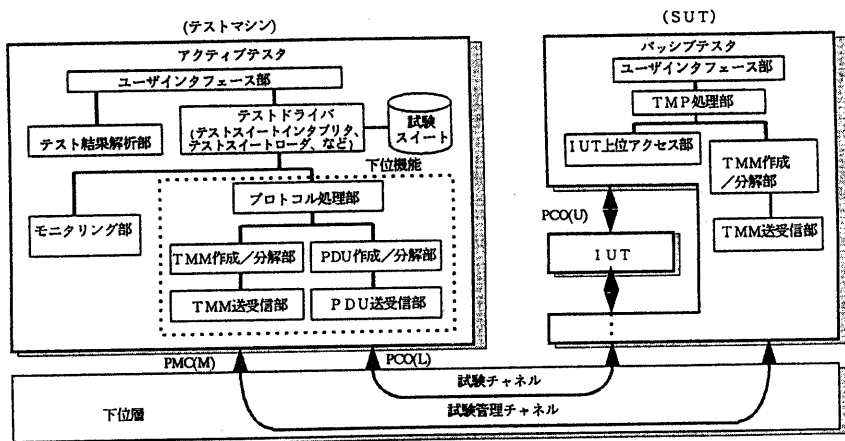 (テストマシン)
アクティブテスタ
ユーザインタフェース部
テストドライバ
(テストスイートインタプリタ、
テストスイートローダ、など)
試験
スイート
テスト結果解析部
下位機能
プロトコル処理部
モニタリング部
TMM作成/分解部
PDU作成/分解部
TMM送受信部
PDU送受信部
(SUT)
パッシブテスタ
ユーザインタフェース部
TMP処理部
IUT上位アクセス部
TMM作成
/分解部
TMM送受信部
PCO(U)
IUT
PMC(M)
PCO(L)
試験チャネル
試験管理チャネル
下位層